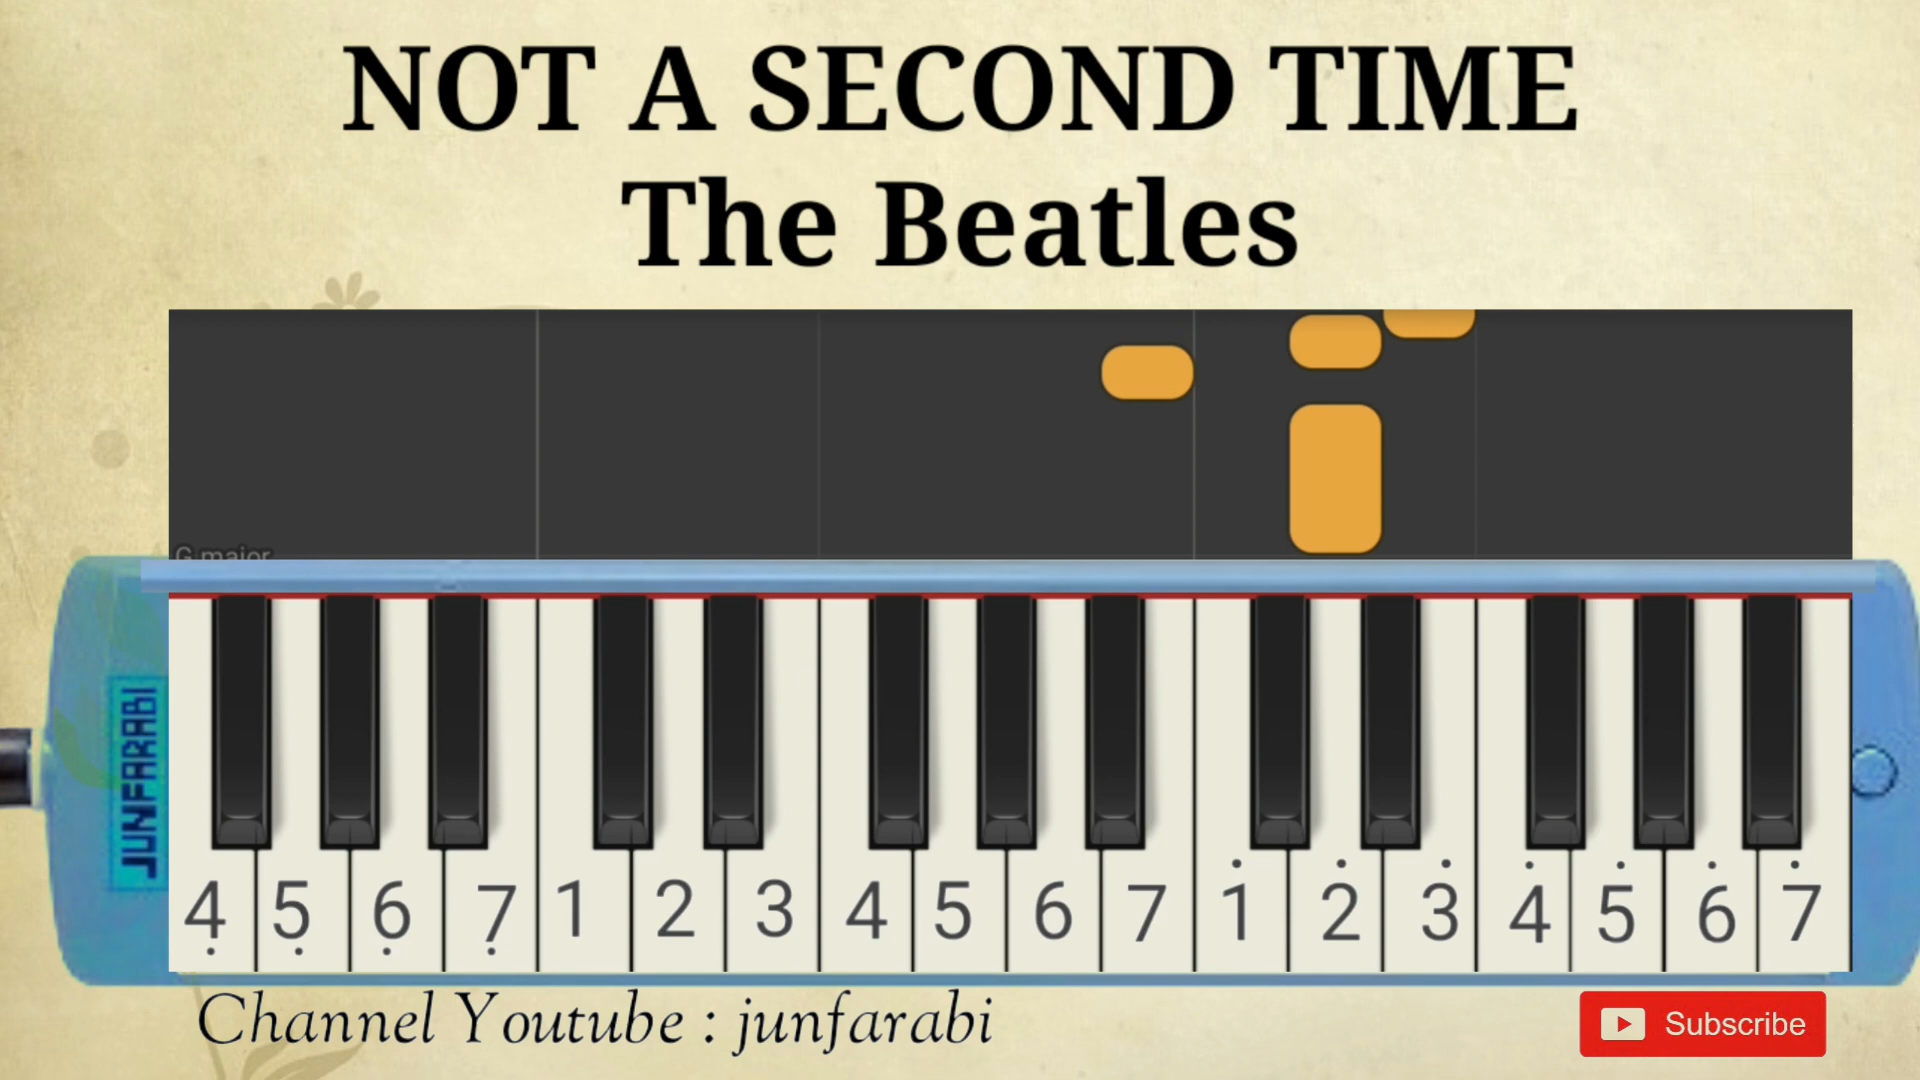 NOT A SECOND TIME
The Beatles
G major
JUNFARABI
4 5 6 7 1 2 3 4 5 6 7 1 2 3 4 5 6 7
Channel Youtube : junfarabi
Subscribe